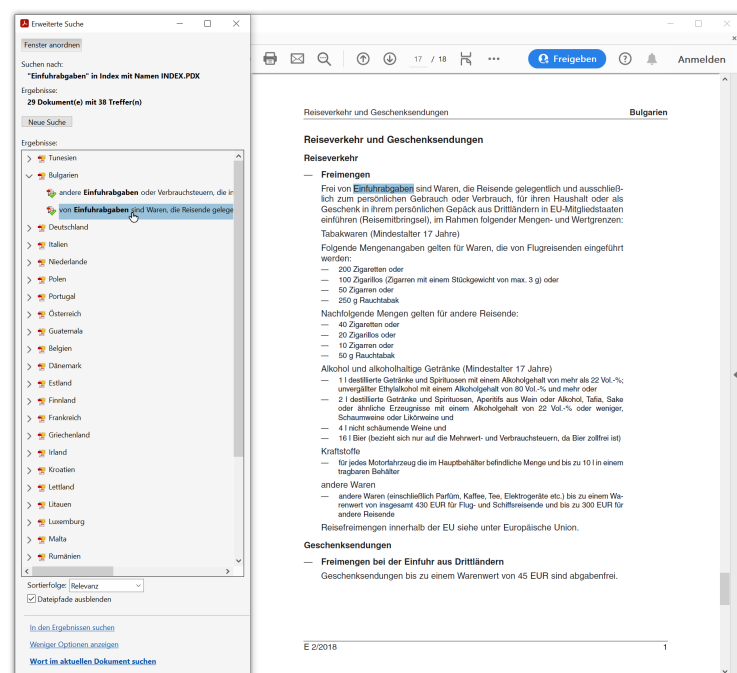 Erweiterte Suche
Fenster anordnen
Suchen nach:
"Einfuhrabgaben" in Index mit Namen INDEX.PDX
Ergebnisse:
29 Dokument(e) mit 38 Treffer(n)
Neue Suche
Ergebnisse:
Tunesien
Bulgarien
andere Einfuhrabgaben oder Verbrauchsteuern, die in
von Einfuhrabgaben sind Waren, die Reisende gelege
Deutschland
Italien
Niederlande
Polen
Portugal
Österreich
Guatemala
Belgien
Dänemark
Estland
Finnland
Frankreich
Griechenland
Irland
Kroatien
Lettland
Litauen
Luxemburg
Malta
Rumänien
Sortierfolge: Relevanz
Dateipfade ausblenden
In den Ergebnissen suchen
Weniger Optionen anzeigen
Wort im aktuellen Dokument suchen
17 / 18
Freigeben
Anmelden
Reiseverkehr und Geschenksendungen Bulgarien
Reiseverkehr und Geschenksendungen
Reiseverkehr
— Freimengen
Frei von Einfuhrabgaben sind Waren, die Reisende gelegentlich und ausschließ-
lich zum persönlichen Gebrauch oder Verbrauch, für ihren Haushalt oder als
Geschenk in ihrem persönlichen Gepäck aus Drittländern in EU-Mitgliedstaaten
einführen (Reisemitbringsel), im Rahmen folgender Mengen- und Wertgrenzen:
Tabakwaren (Mindestalter 17 Jahre)
Folgende Mengenangaben gelten für Waren, die von Flugreisenden eingeführt
werden:
— 200 Zigaretten oder
— 100 Zigarillos (Zigarren mit einem Stückgewicht von max. 3 g) oder
— 50 Zigarren oder
— 250 g Rauchtabak
Nachfolgende Mengen gelten für andere Reisende:
— 40 Zigaretten oder
— 20 Zigarillos oder
— 10 Zigarren oder
— 50 g Rauchtabak
Alkohol und alkoholhaltige Getränke (Mindestalter 17 Jahre)
— 1 l destillierte Getränke und Spirituosen mit einem Alkoholgehalt von mehr als 22 Vol.-%;
unvergällter Ethylalkohol mit einem Alkoholgehalt von 80 Vol.-% und mehr oder
— 2 l destillierte Getränke und Spirituosen, Aperitifs aus Wein oder Alkohol, Tafia, Sake
oder ähnliche Erzeugnisse mit einem Alkoholgehalt von 22 Vol.-% oder weniger,
Schaumweine oder Likörweine und
— 4 l nicht schäumende Weine und
— 16 l Bier (bezieht sich nur auf die Mehrwert- und Verbrauchsteuern, da Bier zollfrei ist)
Kraftstoffe
— für jedes Motorfahrzeug die im Hauptbehälter befindliche Menge und bis zu 10 l in einem
tragbaren Behälter
andere Waren
— andere Waren (einschließlich Parfüm, Kaffee, Tee, Elektrogeräte etc.) bis zu einem Wa-
renwert von insgesamt 430 EUR für Flug- und Schiffsreisende und bis zu 300 EUR für
andere Reisende
Reisefreimengen innerhalb der EU siehe unter Europäische Union.
Geschenksendungen
— Freimengen bei der Einfuhr aus Drittländern
Geschenksendungen bis zu einem Warenwert von 45 EUR sind abgabenfrei.
E 2/2018 1